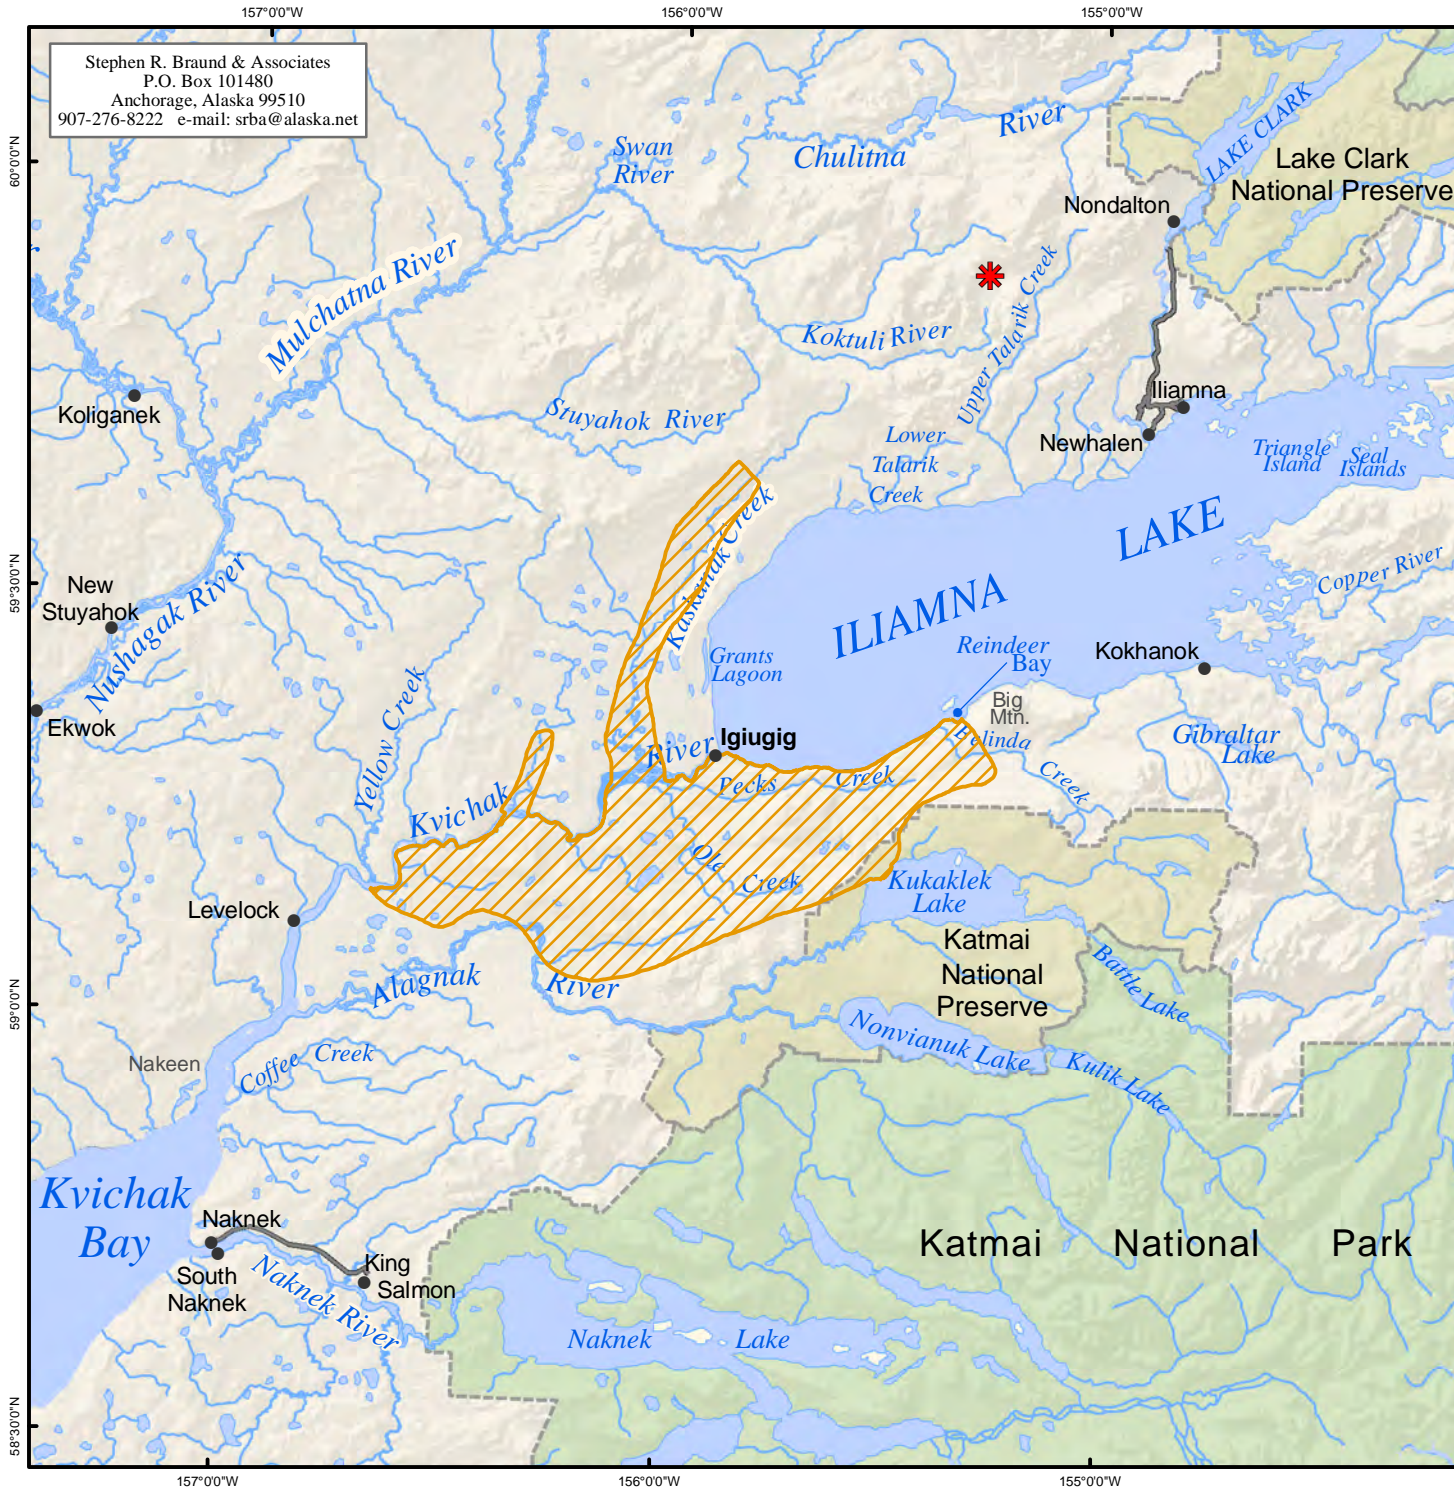 157°0'0"W
156°0'0"W
155°0'0"W
Stephen R. Braund & Associates
P.O. Box 101480
Anchorage, Alaska 99510
907-276-8222 e-mail: srba@alaska.net
60°0'0"N
Swan
River
Chulitna
River
LAKE CLARK
Lake Clark
National Preserve
Nondalton
Mulchatna River
Koktuli River
Upper Talarik Creek
Koliganek
Stuyahok River
Iliamna
Newhalen
Lower
Talarik
Creek
Triangle
Island
Seal
Islands
LAKE
ILIAMNA
59°30'0"N
New
Stuyahok
Nushagak River
Kaskanak Creek
Copper River
Grants
Lagoon
Reindeer
Bay
Kokhanok
Big
Mtn.
Ekwok
Yellow Creek
River
Igiugig
Belinda
Creek
Gibraltar
Lake
Pecks
Creek
Kvichak
Ole
Creek
Kukaklek
Lake
Levelock
Katmai
National
Preserve
Battle Lake
Alagnak
River
59°0'0"N
Nonvianuk Lake
Kulik Lake
Nakeen
Coffee Creek
Kvichak
Bay
Naknek
South
Naknek
Naknek River
King
Salmon
Katmai National Park
Naknek Lake
58°30'0"N
157°0'0"W
156°0'0"W
155°0'0"W